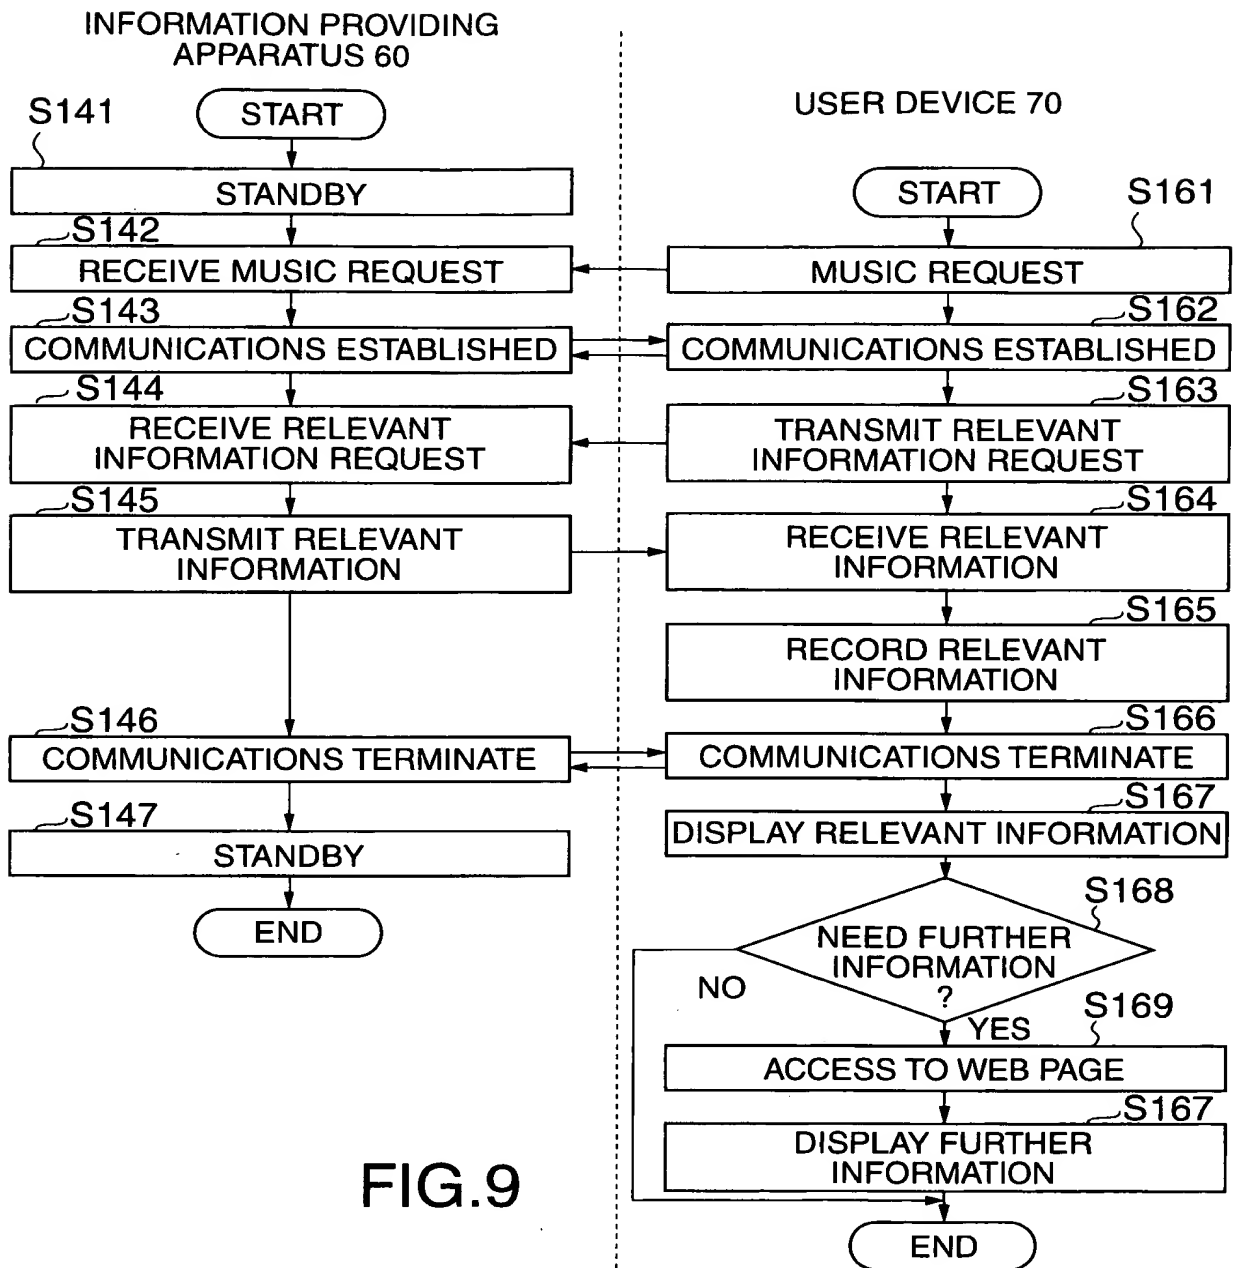 INFORMATION PROVIDING
APPARATUS 60
START
S141
STANDBY
S142
RECEIVE MUSIC REQUEST
S143
COMMUNICATIONS ESTABLISHED
S144
RECEIVE RELEVANT
INFORMATION REQUEST
S145
TRANSMIT RELEVANT
INFORMATION
S146
COMMUNICATIONS TERMINATE
S147
STANDBY
END
USER DEVICE 70
START
S161
MUSIC REQUEST
S162
COMMUNICATIONS ESTABLISHED
S163
TRANSMIT RELEVANT
INFORMATION REQUEST
S164
RECEIVE RELEVANT
INFORMATION
S165
RECORD RELEVANT
INFORMATION
S166
COMMUNICATIONS TERMINATE
S167
DISPLAY RELEVANT INFORMATION
S168
NEED FURTHER
INFORMATION
?
NO
YES
S169
ACCESS TO WEB PAGE
S167
DISPLAY FURTHER
INFORMATION
END
FIG.9